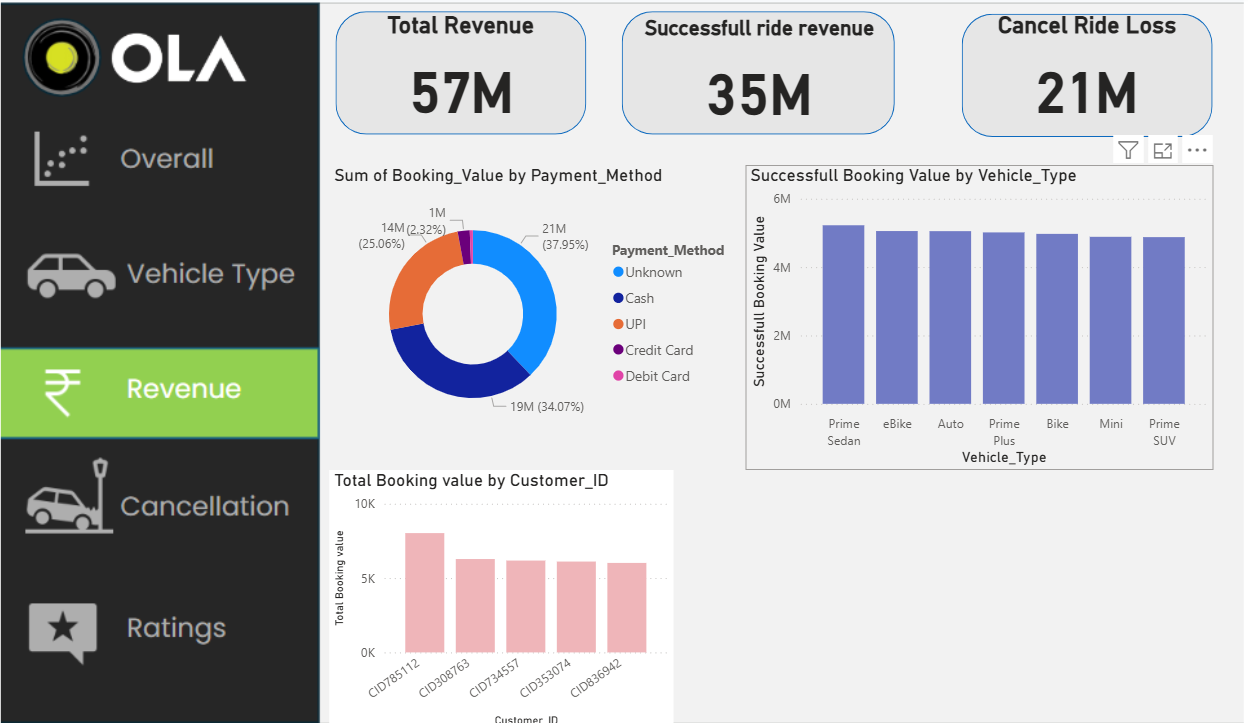 OLA
Overall
Vehicle Type
Revenue
Cancellation
Ratings
Total Revenue
57M
Successfull ride revenue
35M
Cancel Ride Loss
21M
Sum of Booking_Value by Payment_Method
1M
(2.32%)
14M
(25.06%)
21M
(37.95%)
19M (34.07%)
Payment_Method
Unknown
Cash
UPI
Credit Card
Debit Card
Successfull Booking Value by Vehicle_Type
Successfull Booking Value
6M
4M
2M
0M
Prime Sedan
eBike
Auto
Prime Plus
Bike
Mini
Prime SUV
Vehicle_Type
Total Booking value by Customer_ID
Total Booking value
10K
5K
0K
CID785112
CID308763
CID734557
CID353074
CID836942
Customer_ID